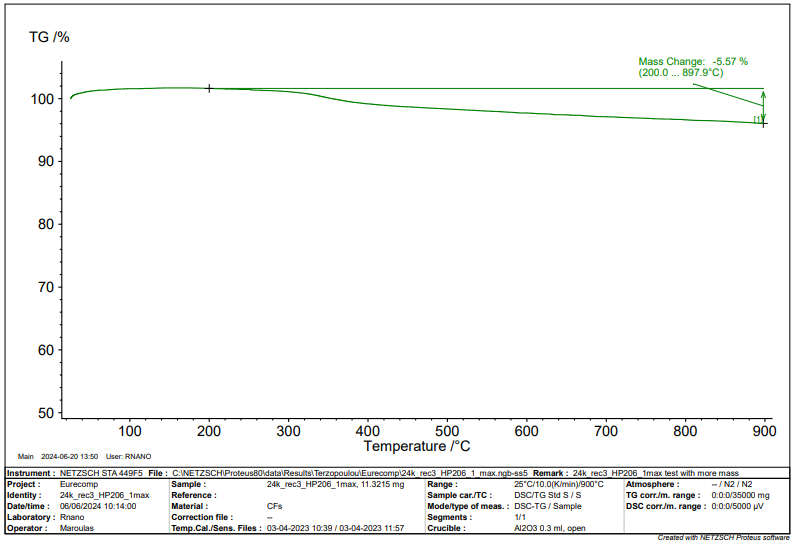 TG /%
Mass Change: -5.57 %
(200.0 ... 897.9°C)
[1]
100
90
80
70
60
50
100 200 300 400 500 600 700 800 900
Temperature /°C
Main 2024-06-20 13:50 User: RNANO
Instrument : NETZSCH STA 449F5 File : C:\NETZSCH\Proteus80\data\Results\Terzopoulou\Eurecomp\24k_rec3_HP206_1_max.ngb-ss5 Remark : 24k_rec3_HP206_1max test with more mass
Project : Eurecomp Sample : 24k_rec3_HP206_1max, 11.3215 mg Range : 25°C/10.0(K/min)/900°C Atmosphere : -- / N2 / N2
Identity : 24k_rec3_HP206_1max Reference : Sample car./TC : DSC/TG Std S / S TG corr./m. range : 0:0:0/35000 mg
Date/time : 06/06/2024 10:14:00 Material : CFs Mode/type of meas. : DSC-TG / Sample DSC corr./m. range : 0:0:0/5000 µV
Laboratory : Rnano Correction file : -- Segments : 1/1
Operator : Maroulas Temp.Cal./Sens. Files : 03-04-2023 10:39 / 03-04-2023 11:57 Crucible : Al2O3 0.3 ml, open
Created with NETZSCH Proteus software